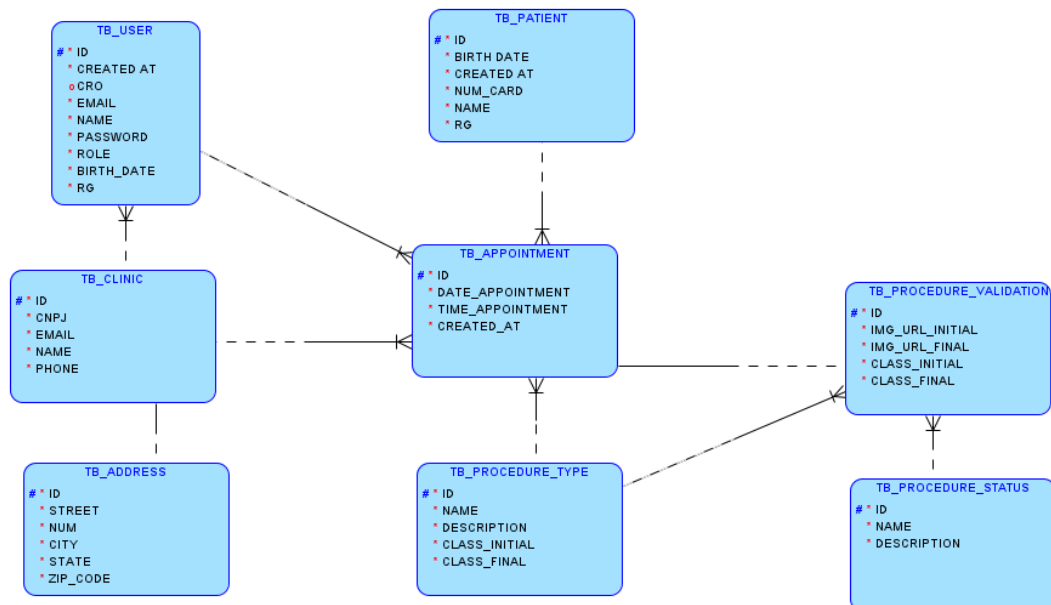 TB_USER
# * ID
* CREATED AT
o CRO
* EMAIL
* NAME
* PASSWORD
* ROLE
* BIRTH_DATE
* RG
TB_PATIENT
# * ID
* BIRTH DATE
* CREATED AT
* NUM_CARD
* NAME
* RG
TB_CLINIC
# * ID
* CNPJ
* EMAIL
* NAME
* PHONE
TB_APPOINTMENT
# * ID
* DATE_APPOINTMENT
* TIME_APPOINTMENT
* CREATED_AT
TB_PROCEDURE_VALIDATION
# * ID
* IMG_URL_INITIAL
* IMG_URL_FINAL
* CLASS_INITIAL
* CLASS_FINAL
TB_ADDRESS
# * ID
* STREET
* NUM
* CITY
* STATE
* ZIP_CODE
TB_PROCEDURE_TYPE
# * ID
* NAME
* DESCRIPTION
* CLASS_INITIAL
* CLASS_FINAL
TB_PROCEDURE_STATUS
# * ID
* NAME
* DESCRIPTION